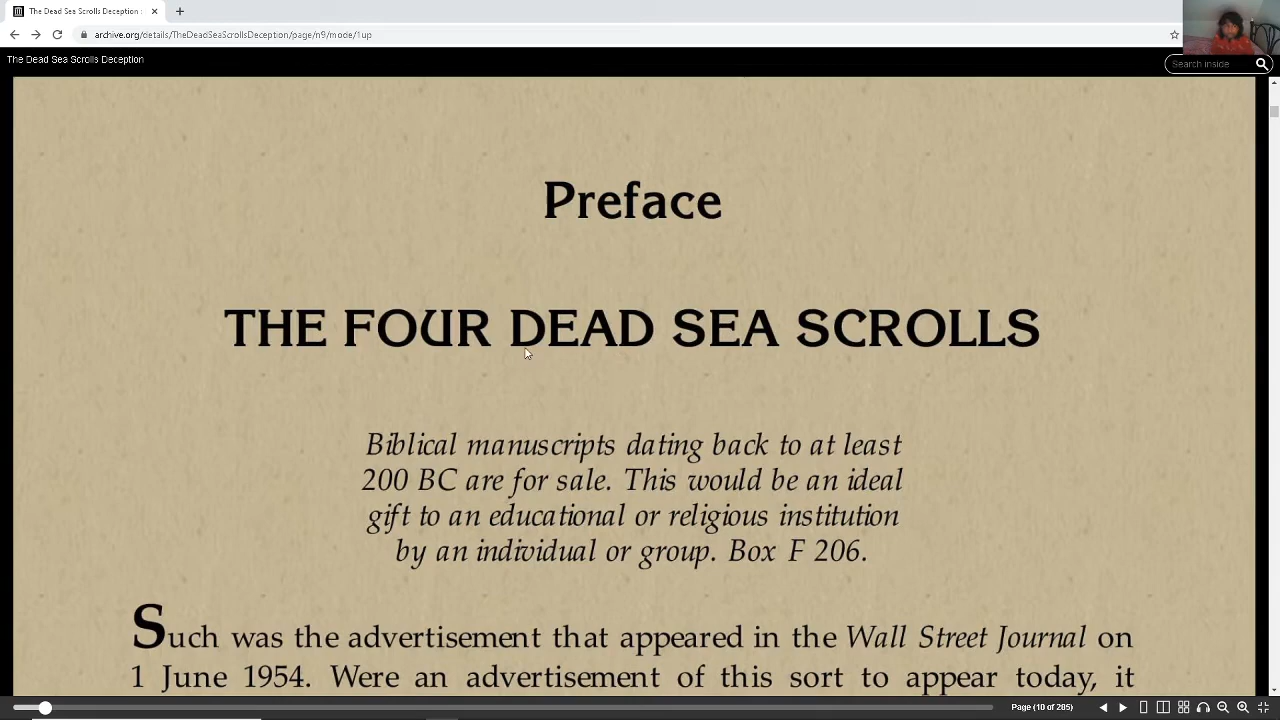 The Dead Sea Scrolls Deception :
archive.org/details/TheDeadSeaScrollsDeception/page/n9/mode/1up
The Dead Sea Scrolls Deception
Search inside
Preface
THE FOUR DEAD SEA SCROLLS
Biblical manuscripts dating back to at least
200 BC are for sale. This would be an ideal
gift to an educational or religious institution
by an individual or group. Box F 206.
Such was the advertisement that appeared in the Wall Street Journal on
1 June 1954. Were an advertisement of this sort to appear today, it
Page (10 of 285)